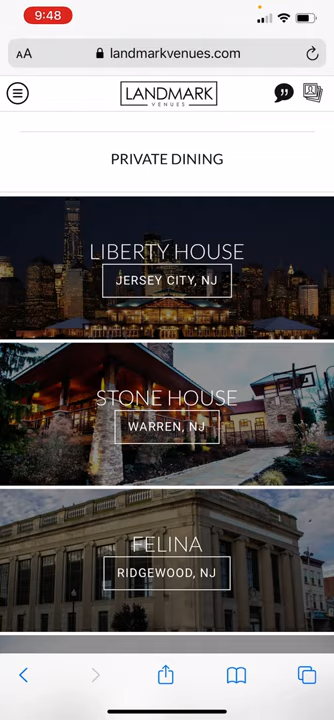 9:48
AA
landmarkvenues.com
LANDMARK
VENUES
PRIVATE DINING
LIBERTY HOUSE
JERSEY CITY, NJ
STONE HOUSE
WARREN, NJ
FELINA
RIDGEWOOD, NJ